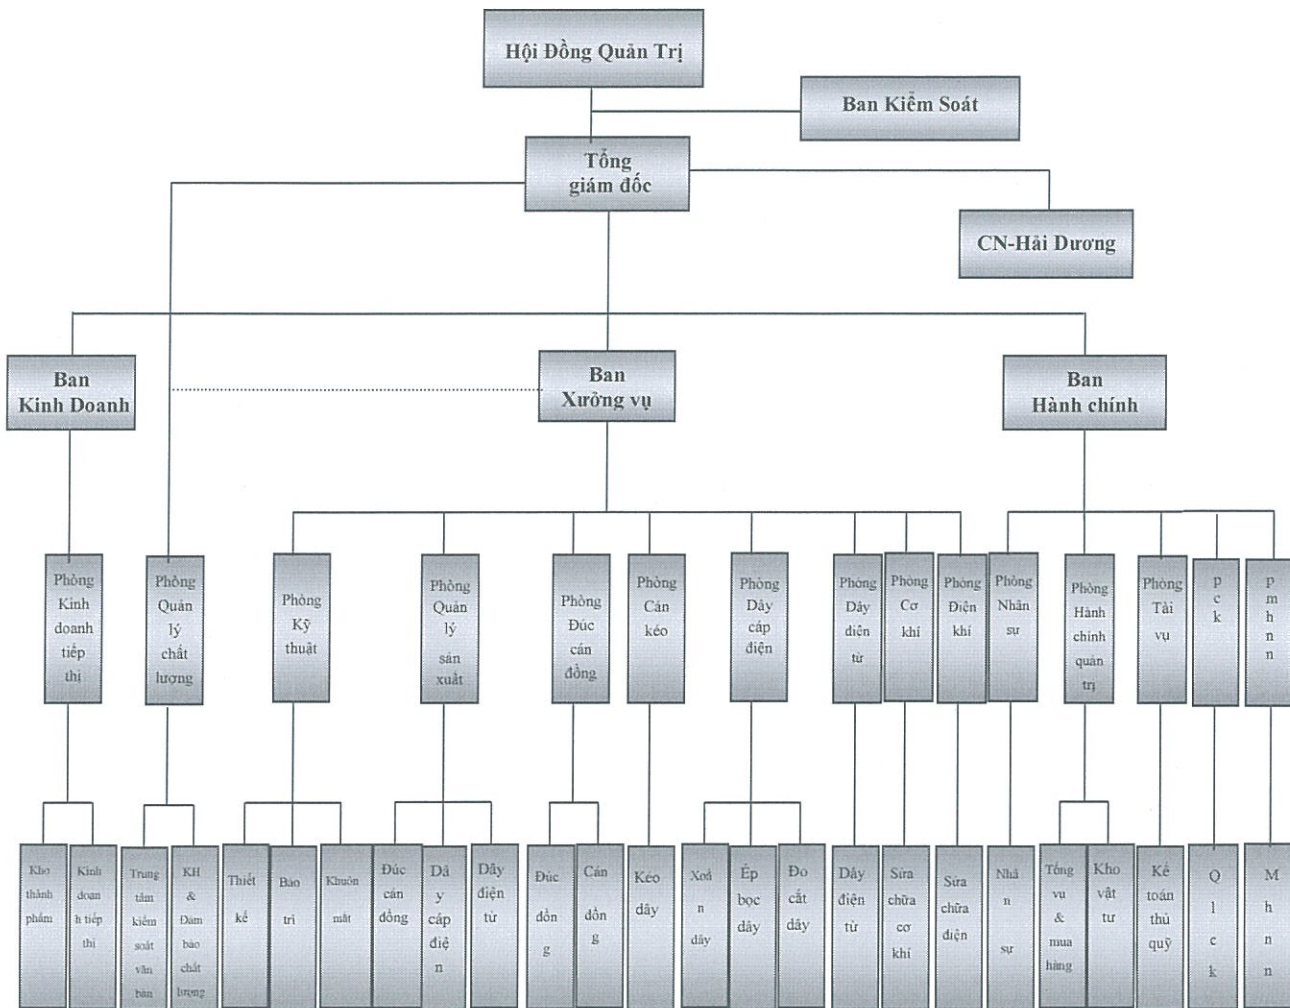 Hội Đồng Quản Trị
Ban Kiểm Soát
Tổng
giám đốc
CN-Hải Dương
Ban
Kinh Doanh
Ban
Xưởng vụ
Ban
Hành chính
Phòng
Kinh
doanh
tiếp
thị
Phòng
Quản
lý
chất
lượng
Phòng
Kỹ
thuật
Phòng
Quản
lý
sản
xuất
Phòng
Đúc
cán
đồng
Phòng
Cán
kéo
Phòng
Dây
cáp
điện
Phòng
Dây
điện
từ
Phòng
Cơ
khí
Phòng
Điện
khí
Phòng
Nhân
sự
Phòng
Hành
chính
quản
trị
Phòng
Tài
vụ
P
c
k
P
m
h
n
n
Kho
thành
phẩm
Kinh
doan
h tiếp
thị
Trung
tâm
kiểm
soát
văn
bản
KH
&
Đảm
bảo
chất
lượng
Thiết
kế
Bảo
trì
Khuôn
mắt
Đúc
cán
đồng
Dâ
y
cáp
điệ
n
Dây
điện
từ
Đúc
đồn
g
Cán
đồn
g
Kéo
dây
Xoắ
n
dây
Ép
bọc
dây
Đo
cắt
dây
Dây
điện
từ
Sửa
chữa
cơ
khí
Sửa
chữa
điện
Nhâ
n
sự
Tổng
vụ
&
mua
hàng
Kho
vật
tư
Kế
toán
thủ
quỹ
Q
l
c
k
M
h
n
n